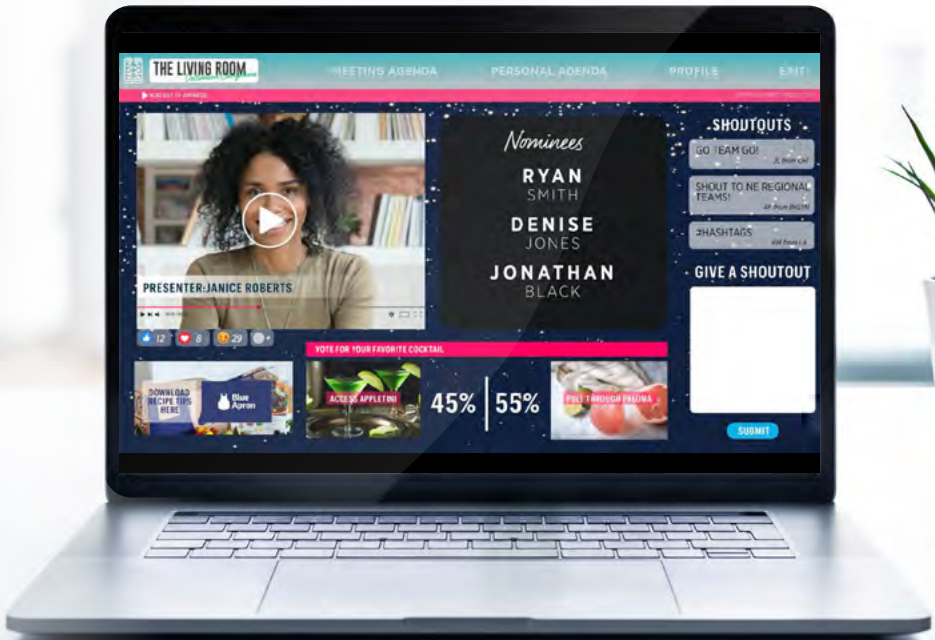 THE LIVING ROOM
MEETING AGENDA
PERSONAL AGENDA
PROFILE
EXIT
Nominees
RYAN
SMITH
DENISE
JONES
JONATHAN
BLACK
PRESENTER:JANICE ROBERTS
12
8
29
SHOUTOUTS
GO TEAM GO!
SHOUT TO NE REGIONAL
TEAMS!
#HASHTAGS
GIVE A SHOUTOUT
SUBMIT
VOTE FOR YOUR FAVORITE COCKTAIL
DOWNLOAD
RECIPE TIPS
HERE
Blue
Apron
ACCESS APPLETINI
45%
55%
PULL THROUGH PALOMA